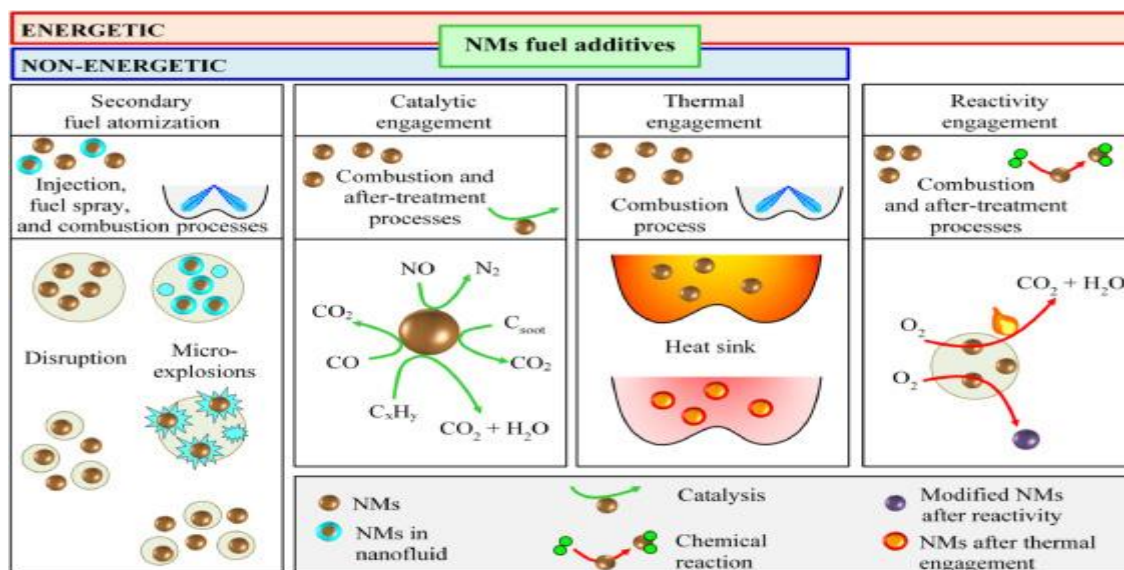 ENERGETIC
NMs fuel additives
NON-ENERGETIC
Secondary
fuel atomization
Injection,
fuel spray,
and combustion processes
Disruption
Micro-
explosions
Catalytic
engagement
Combustion and
after-treatment
processes
NO
N₂
CO₂
C_soot
CO
CO₂
CₓHᵧ
CO₂ + H₂O
Thermal
engagement
Combustion
process
Heat sink
Reactivity
engagement
Combustion
and after-treatment
processes
CO₂ + H₂O
O₂
O₂
NMs
NMs in
nanofluid
Catalysis
Chemical
reaction
Modified NMs
after reactivity
NMs after thermal
engagement